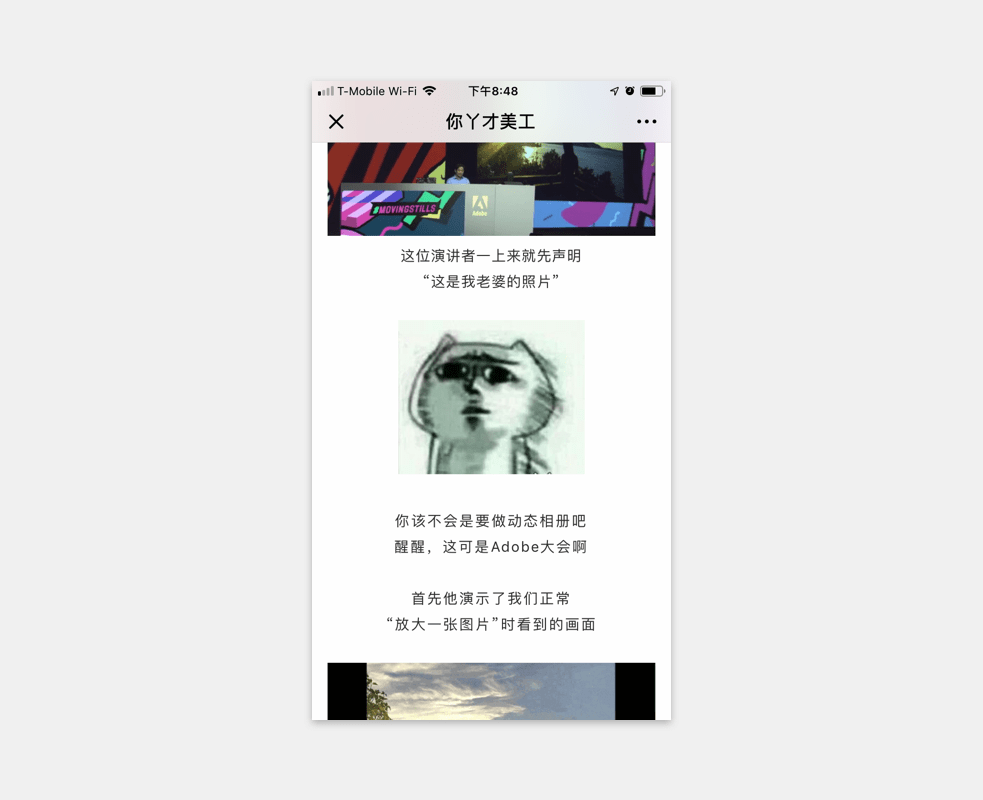 T-Mobile Wi-Fi 下午8:48
你丫才美工
#MOVINGSTILLS
Adobe
这位演讲者一上来就先声明
“这是我老婆的照片”
你该不会是要做动态相册吧
醒醒，这可是Adobe大会啊
首先他演示了我们正常
“放大一张图片”时看到的画面